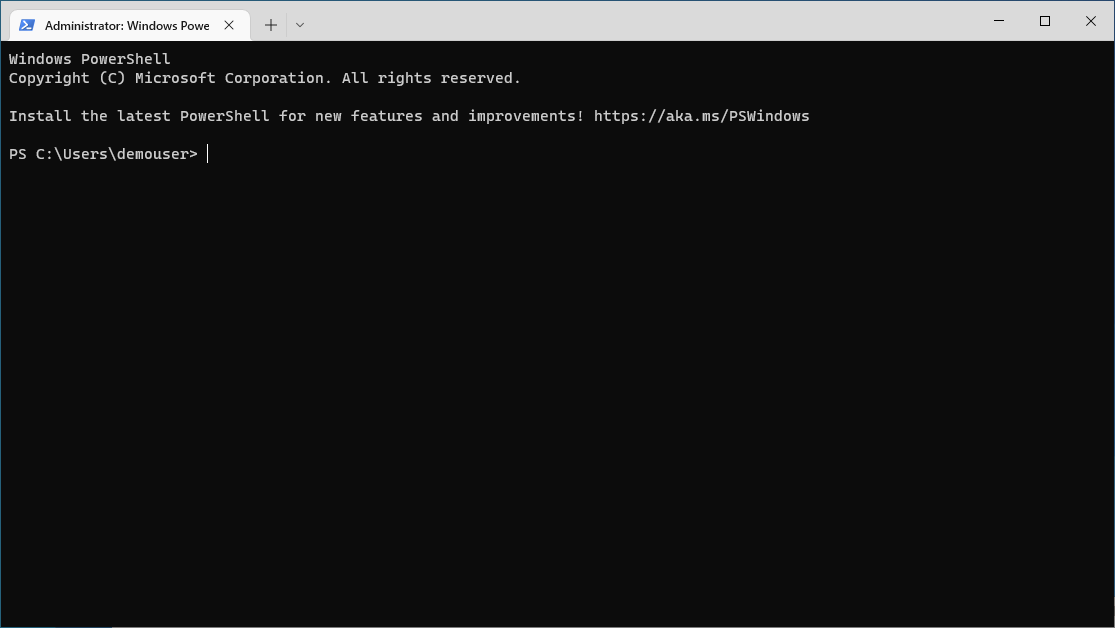 Administrator: Windows Powe
Windows PowerShell
Copyright (C) Microsoft Corporation. All rights reserved.
Install the latest PowerShell for new features and improvements! https://aka.ms/PSWindows
PS C:\Users\demouser>